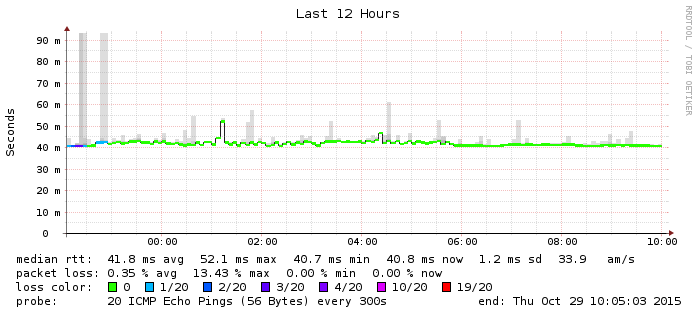 Last 12 Hours
RRDTOOL / TOBI OETIKER
Seconds
90 m
80 m
70 m
60 m
50 m
40 m
30 m
20 m
10 m
0
00:00 02:00 04:00 06:00 08:00 10:00
median rtt: 41.8 ms avg 52.1 ms max 40.7 ms min 40.8 ms now 1.2 ms sd 33.9 am/s
packet loss: 0.35 % avg 13.43 % max 0.00 % min 0.00 % now
loss color: 0 1/20 2/20 3/20 4/20 10/20 19/20
probe: 20 ICMP Echo Pings (56 Bytes) every 300s end: Thu Oct 29 10:05:03 2015